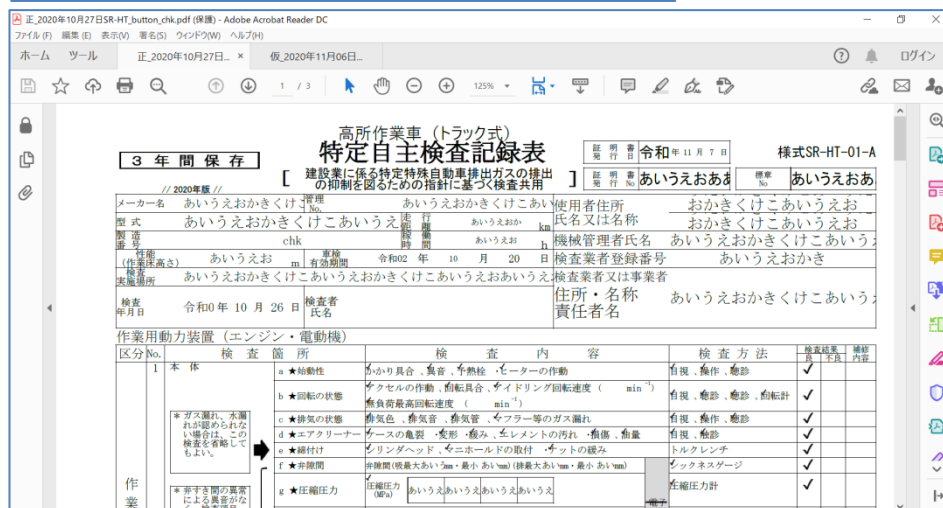 正_2020年10月27日SR-HT_button_chk.pdf (保護) - Adobe Acrobat Reader DC
ファイル(F) 編集(E) 表示(V) 署名(S) ウィンドウ(W) ヘルプ(H)
ホーム ツール 正_2020年10月27日... × 仮_2020年11月06日... ログイン
1 / 3 125%
高所作業車(トラック式)
3年間保存 特定自主検査記録表 証明書発行日 令和 年 11 月 7 日 様式SR-HT-01-A
// 2020年版 // [ 建設業に係る特定特殊自動車排出ガスの排出の抑制を図るための指針に基づく検査共用 ] 証明書発行No あいうえおああ 標章No あいうえおあ
メーカー名 あいうえおかきくけこ 管理No. あいうえおかきくけこあい 使用者住所 おかきくけこあいうえお
型式 あいうえおかきくけこあいうえ 走行距離 あいうえおか km 氏名又は名称 おかきくけこあいうえお
製造番号 chk 稼働時間 あいうえお h 機械管理者氏名 あいうえおかきくけこあいう
性能(作業床高さ) あいうえお m 車検有効期間 令和02 年 10 月 20 日 検査業者登録番号 あいうえおかき
検査実施場所 あいうえおかきくけこあいうえおかきくけこあいうえおあいうえ 検査業者又は事業者
検査年月日 令和0 年 10 月 26 日 検査者氏名 住所・名称 責任者名 あいうえおかきくけこあいう
作業用動力装置(エンジン・電動機)
区分 No. 検査箇所 検査内容 検査方法 検査結果 良 不良 補修内容
1 本体 a ★始動性 かかり具合、異音、予熱栓・ヒーターの作動 目視、操作、聴診 ✓
b ★回転の状態 アクセルの作動、回転具合、アイドリング回転速度( min⁻¹) 無負荷最高回転速度( min⁻¹) 目視、聴診、聴診、回転計 ✓
c ★排気の状態 排気色、排気音、排気管、マフラー等のガス漏れ 目視、操作、聴診 ✓
*ガス漏れ、水漏れが認められない場合は、この検査を省略してもよい。
d ★エアクリーナー ケースの亀裂・変形・緩み、エレメントの汚れ・損傷、油量 目視、触診 ✓
e ★締付け シリンダヘッド、マニホールドの取付・ナットの緩み トルクレンチ ✓
f ★弁隙間 弁隙間(吸最大あいうmm・最小 あいmm)(排最大あいmm・最小 あいmm) シックネスゲージ ✓
作業 *弁すき間の異常による異音がな
g ★圧縮圧力 圧縮圧力(MPa) あいうえ あいうえ あいうえ あいうえ 圧縮圧力計 ✓
電子